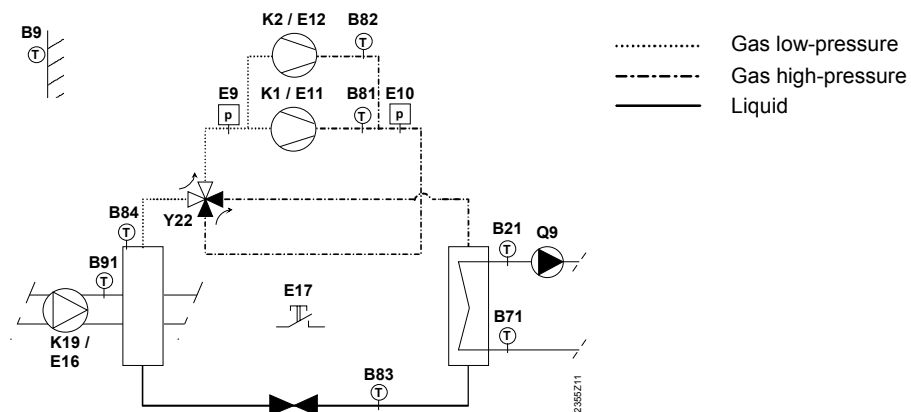 K2 / E12
B82
B9
T
T
Gas low-pressure
Gas high-pressure
Liquid
E9
K1 / E11
B81
E10
p
T
p
Y22
B84
T
B21
Q9
T
B91
T
E17
B71
T
K19 /
E16
B83
T
2355Z11